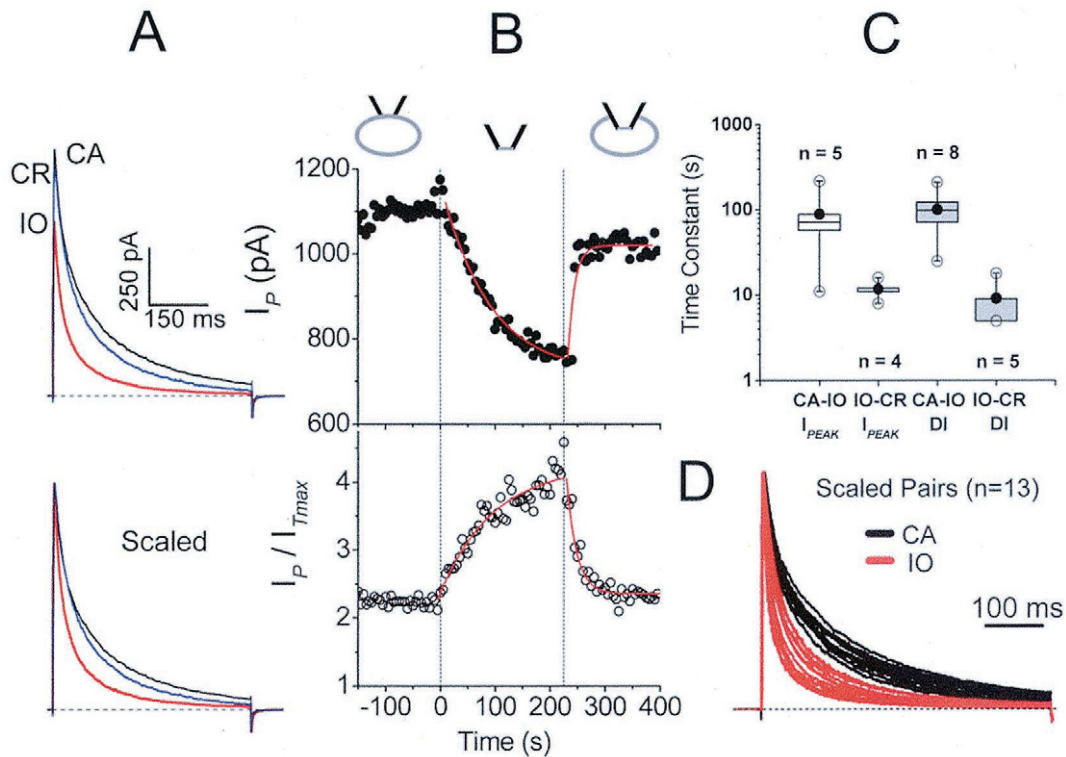 A
B
C
CR
CA
IO
250 pA
150 ms
Scaled
I_P (pA)
1200
1000
800
600
I_P / I_Tmax
4
3
2
1
-100 0 100 200 300 400
Time (s)
Time Constant (s)
1000
100
10
1
n = 5
n = 8
n = 4
n = 5
CA-IO IO-CR CA-IO IO-CR
I_PEAK I_PEAK DI DI
D
Scaled Pairs (n=13)
CA
IO
100 ms